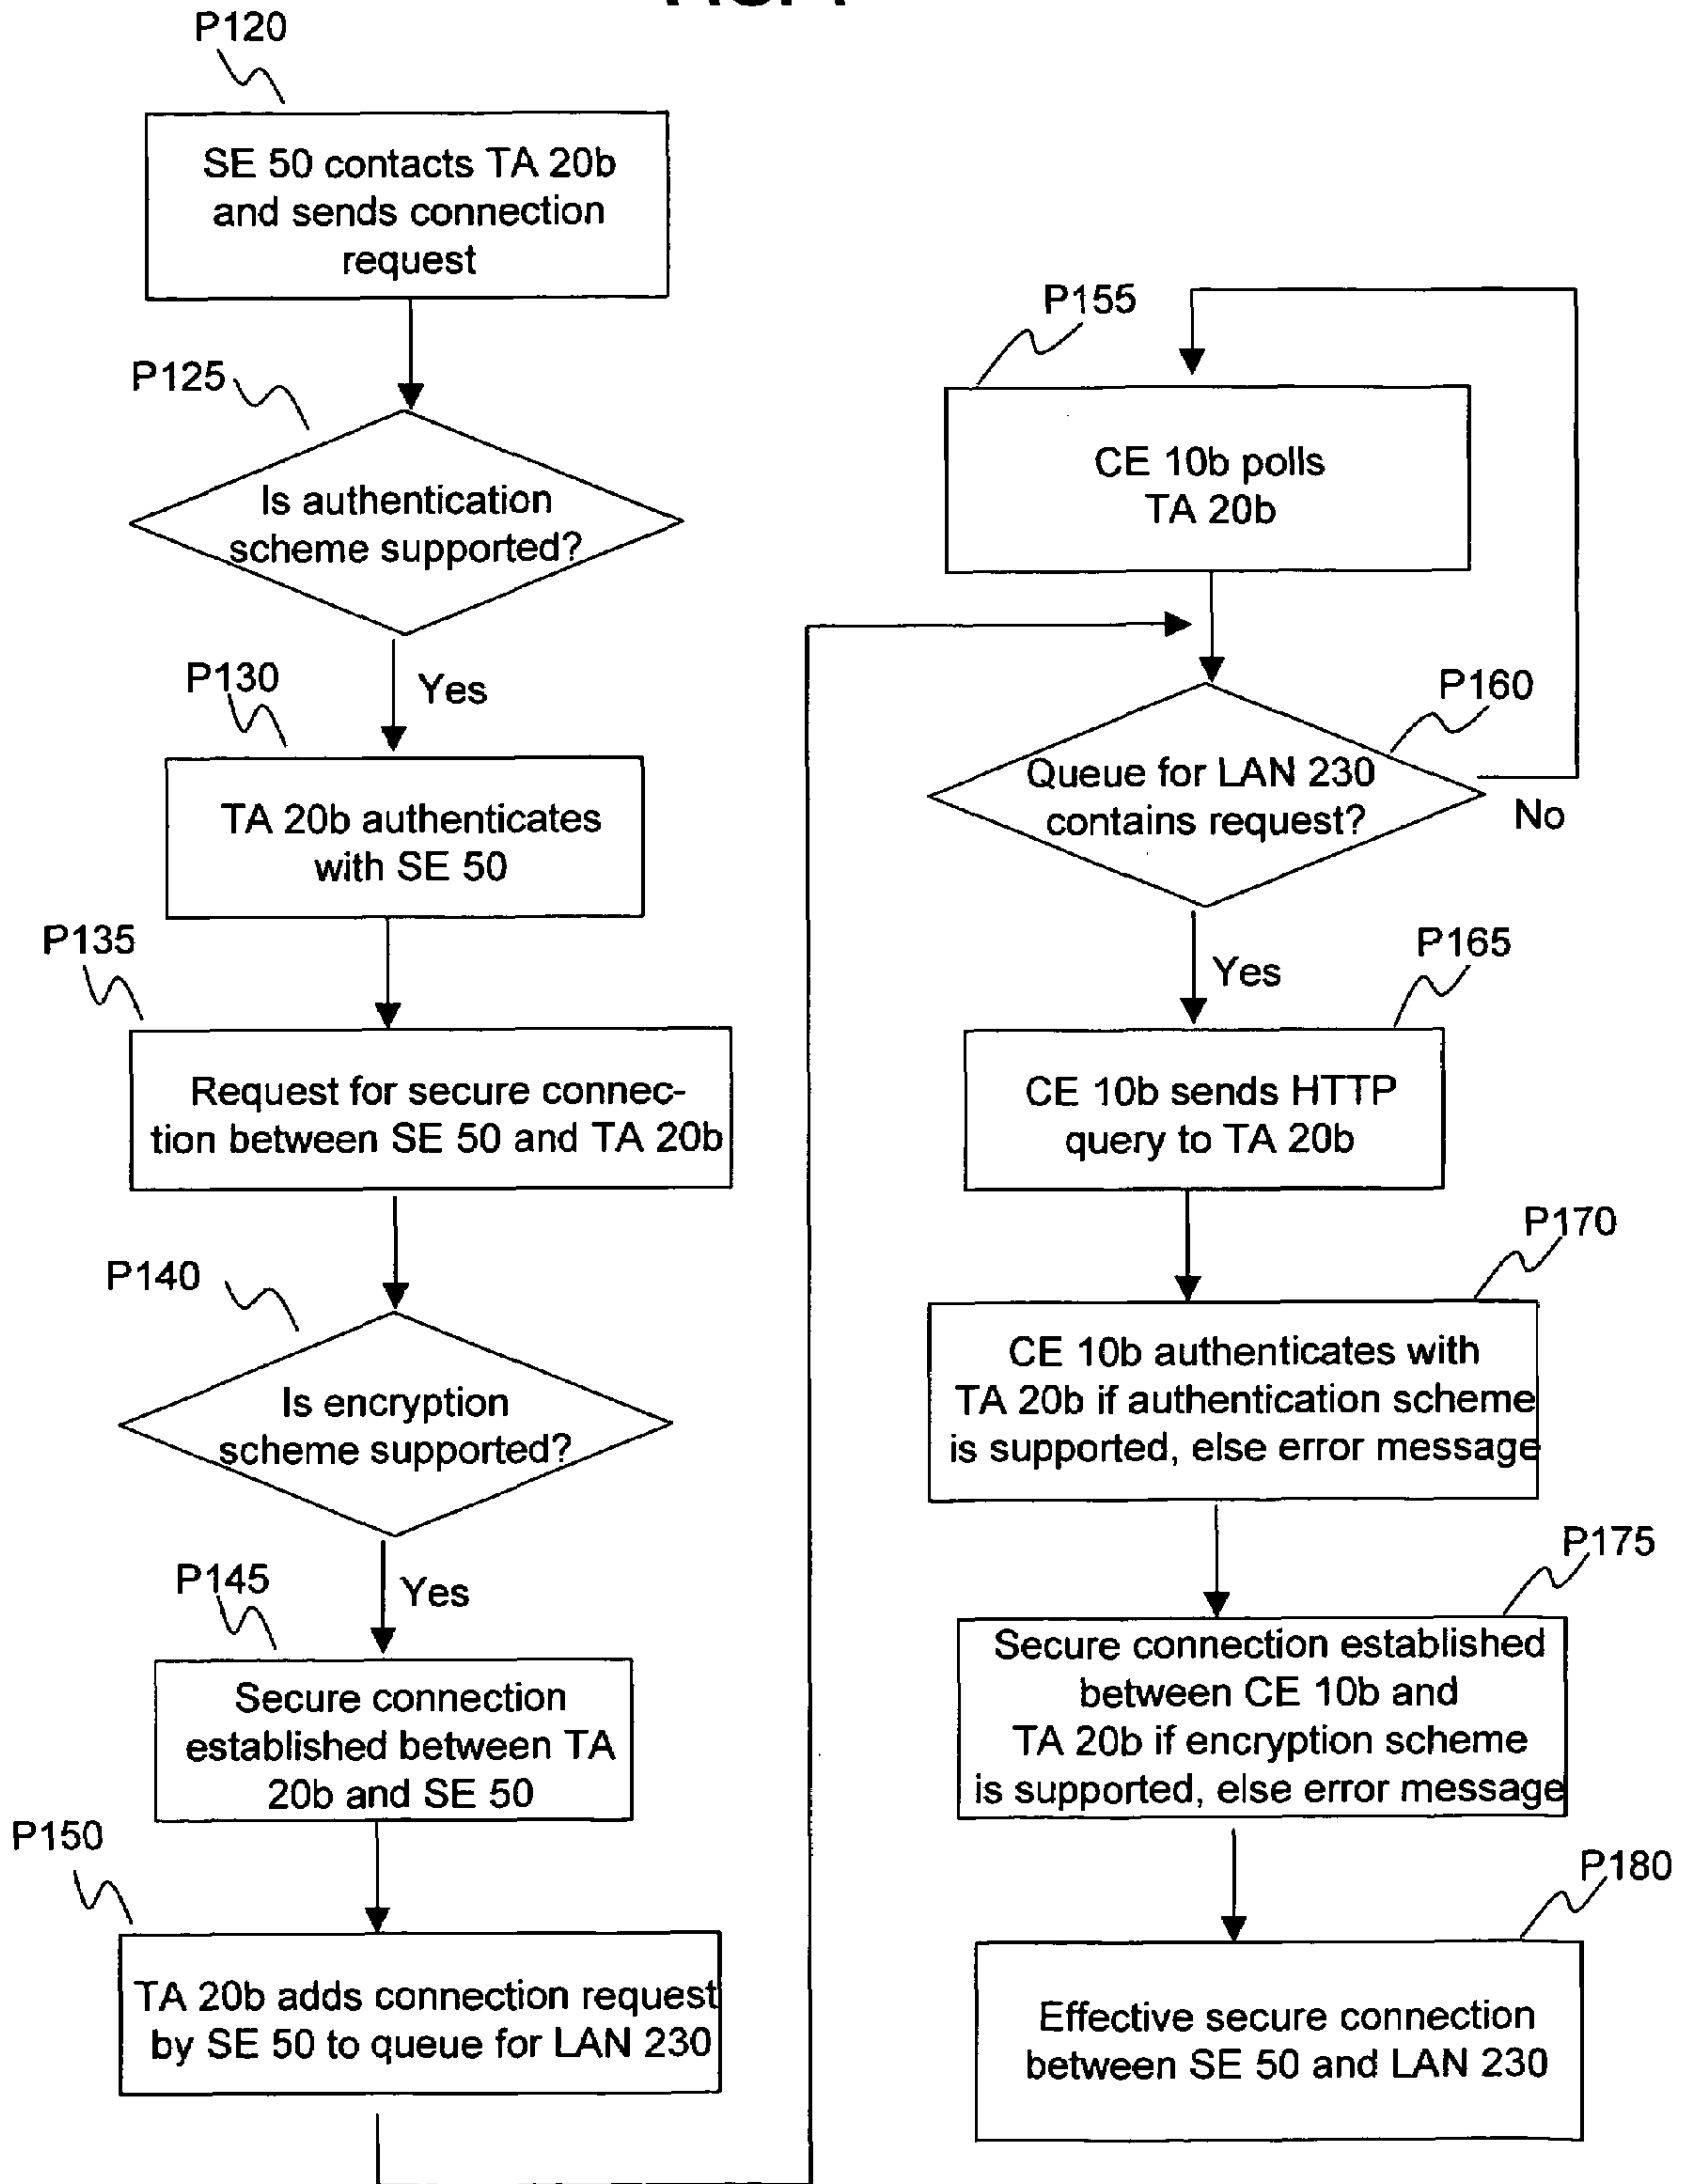 P120
SE 50 contacts TA 20b
and sends connection
request
P125
Is authentication
scheme supported?
Yes
P130
TA 20b authenticates
with SE 50
P135
Request for secure connec-
tion between SE 50 and TA 20b
P140
Is encryption
scheme supported?
Yes
P145
Secure connection
established between TA
20b and SE 50
P150
TA 20b adds connection request
by SE 50 to queue for LAN 230
P155
CE 10b polls
TA 20b
P160
Queue for LAN 230
contains request?
No
Yes
P165
CE 10b sends HTTP
query to TA 20b
P170
CE 10b authenticates with
TA 20b if authentication scheme
is supported, else error message
P175
Secure connection established
between CE 10b and
TA 20b if encryption scheme
is supported, else error message
P180
Effective secure connection
between SE 50 and LAN 230